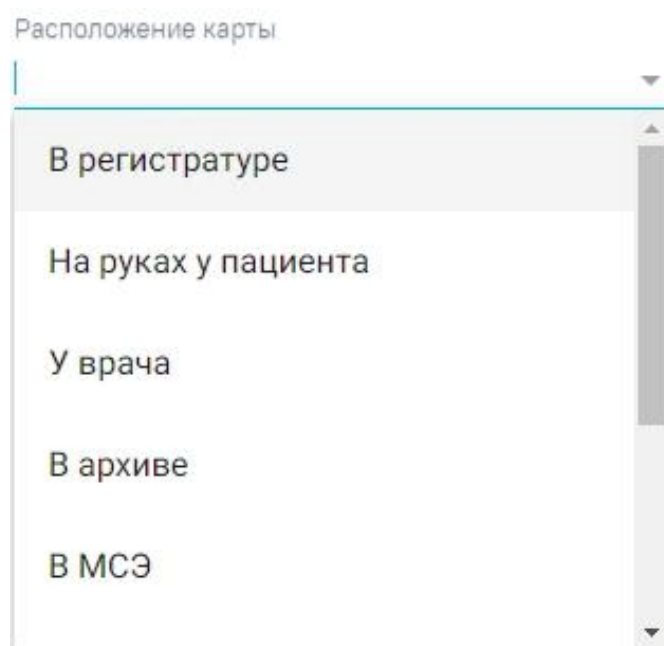 Расположение карты
В регистратуре
На руках у пациента
У врача
В архиве
В МСЭ